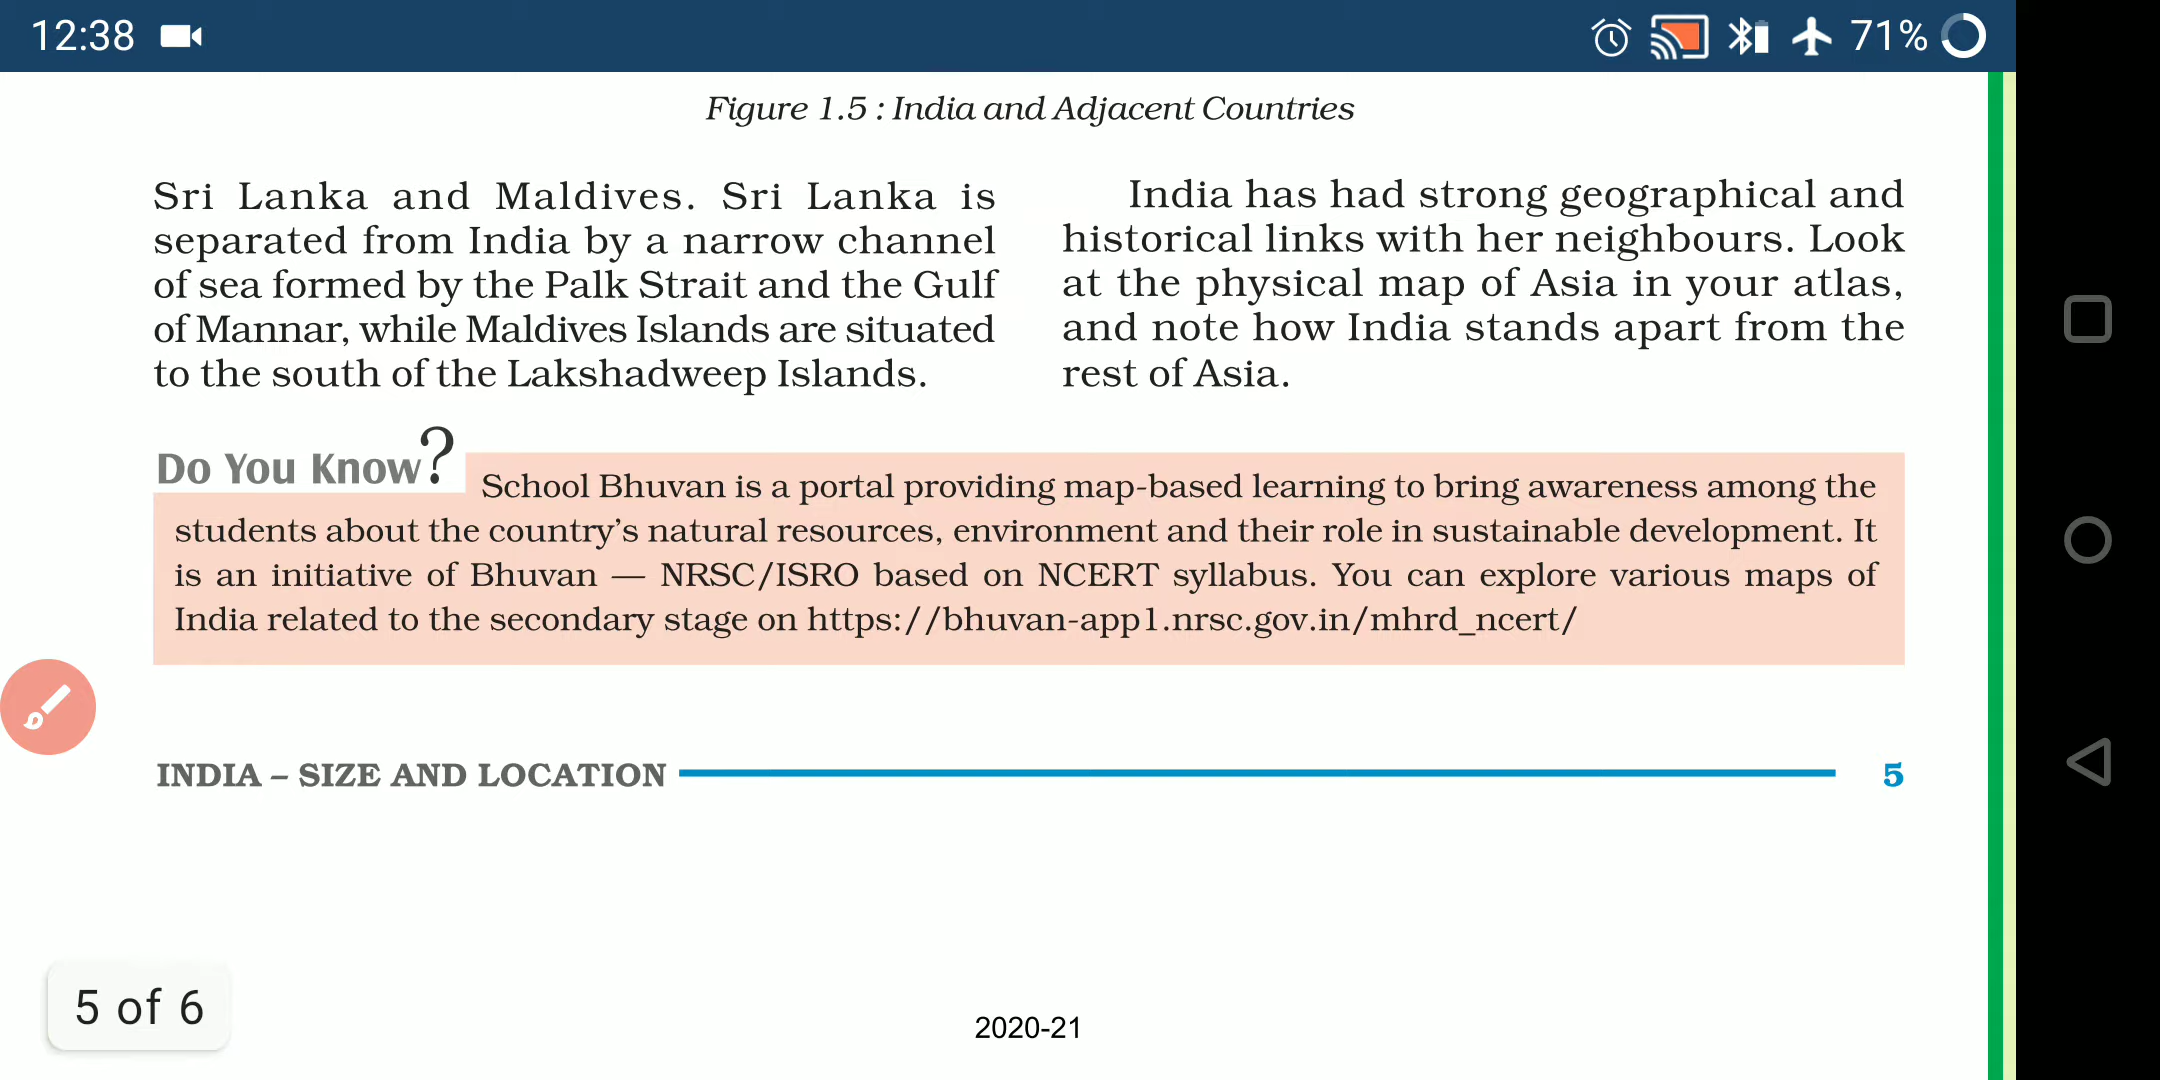 12:38
71%
Figure 1.5 : India and Adjacent Countries
Sri Lanka and Maldives. Sri Lanka is
separated from India by a narrow channel
of sea formed by the Palk Strait and the Gulf
of Mannar, while Maldives Islands are situated
to the south of the Lakshadweep Islands.
India has had strong geographical and
historical links with her neighbours. Look
at the physical map of Asia in your atlas,
and note how India stands apart from the
rest of Asia.
Do You Know?
School Bhuvan is a portal providing map-based learning to bring awareness among the
students about the country’s natural resources, environment and their role in sustainable development. It
is an initiative of Bhuvan — NRSC/ISRO based on NCERT syllabus. You can explore various maps of
India related to the secondary stage on https://bhuvan-app1.nrsc.gov.in/mhrd_ncert/
INDIA – SIZE AND LOCATION
5
5 of 6
2020-21